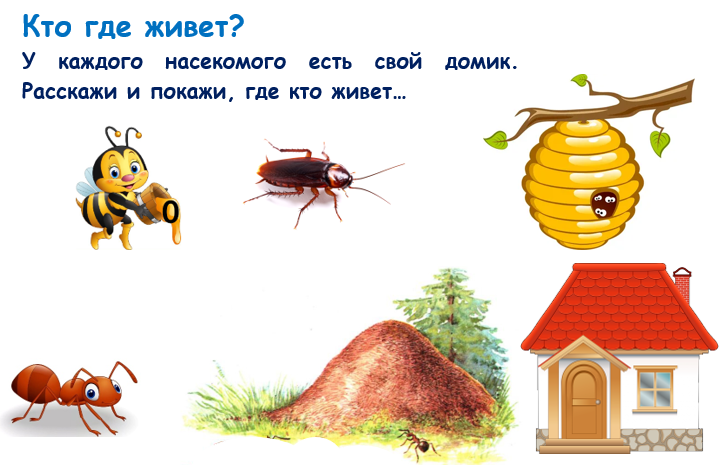 Кто где живет?
У каждого насекомого есть свой домик.
Расскажи и покажи, где кто живет…